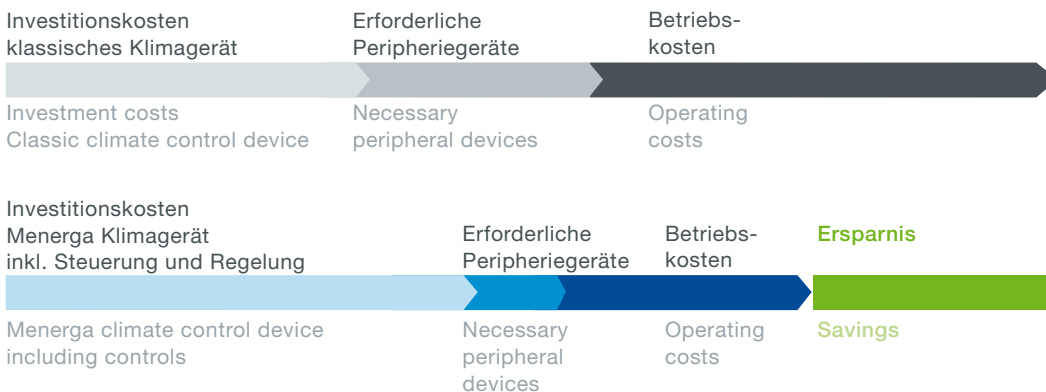 Investitionskosten
klassisches Klimagerät
Erforderliche
Peripheriegeräte
Betriebs-
kosten
Investment costs
Classic climate control device
Necessary
peripheral devices
Operating
costs
Investitionskosten
Menerga Klimagerät
inkl. Steuerung und Regelung
Erforderliche
Peripheriegeräte
Betriebs-
kosten
Ersparnis
Menerga climate control device
including controls
Necessary
peripheral
devices
Operating
costs
Savings